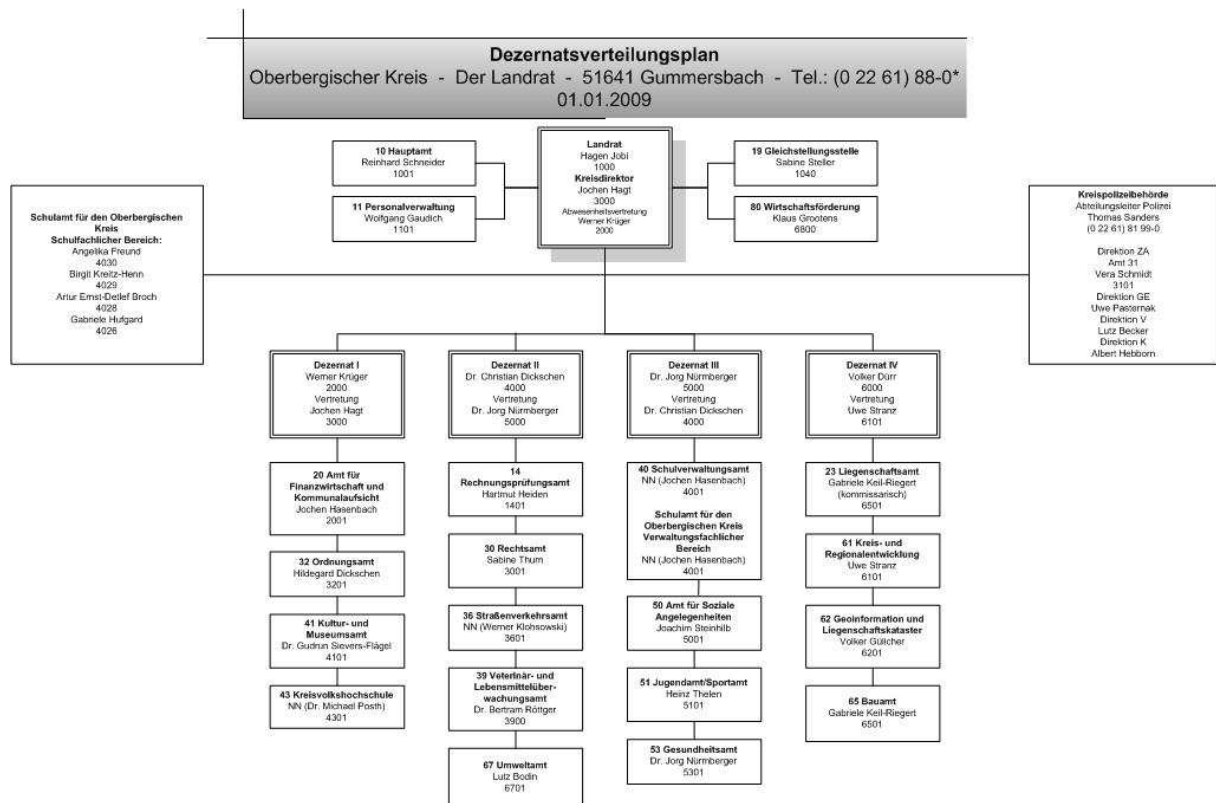 Dezernatsverteilungsplan
Oberbergischer Kreis - Der Landrat - 51641 Gummersbach - Tel.: (0 22 61) 88-0*
01.01.2009
10 Hauptamt
Reinhard Schneider
1001
11 Personalverwaltung
Wolfgang Gaudich
1101
Landrat
Hagen Jobi
1000
Kreisdirektor
Jochen Hagt
3000
Abwesenheitsvertretung
Werner Krüger
2000
19 Gleichstellungsstelle
Sabine Steller
1040
80 Wirtschaftsförderung
Klaus Grootens
6800
Schulamt für den Oberbergischen
Kreis
Schulfachlicher Bereich:
Angelika Freund
4030
Birgit Kreitz-Henn
4029
Artur Ernst-Detlef Broch
4028
Gabriele Hufgard
4026
Kreispolizeibehörde
Abteilungsleiter Polizei
Thomas Sanders
(0 22 61) 81 99-0
Direktion ZA
Amt 31
Vera Schmidt
3101
Direktion GE
Uwe Pasternak
Direktion V
Lutz Becker
Direktion K
Albert Hebborn
Dezernat I
Werner Krüger
2000
Vertretung
Jochen Hagt
3000
20 Amt für
Finanzwirtschaft und
Kommunalaufsicht
Jochen Hasenbach
2001
32 Ordnungsamt
Hildegard Dickschen
3201
41 Kultur- und
Museumsamt
Dr. Gudrun Sievers-Flägel
4101
43 Kreisvolkshochschule
NN (Dr. Michael Posth)
4301
Dezernat II
Dr. Christian Dickschen
4000
Vertretung
Dr. Jorg Nürmberger
5000
14
Rechnungsprüfungsamt
Hartmut Heiden
1401
30 Rechtsamt
Sabine Thurn
3001
36 Straßenverkehrsamt
NN (Werner Klohsowski)
3601
39 Veterinär- und
Lebensmittelüber-
wachungsamt
Dr. Bertram Röttger
3900
67 Umweltamt
Lutz Bodin
6701
Dezernat III
Dr. Jorg Nürmberger
5000
Vertretung
Dr. Christian Dickschen
4000
40 Schulverwaltungsamt
NN (Jochen Hasenbach)
4001
Schulamt für den
Oberbergischen Kreis
Verwaltungsfachlicher
Bereich
NN (Jochen Hasenbach)
4001
50 Amt für Soziale
Angelegenheiten
Joachim Steinhilb
5001
51 Jugendamt/Sportamt
Heinz Thelen
5101
53 Gesundheitsamt
Dr. Jorg Nürmberger
5301
Dezernat IV
Volker Dürr
6000
Vertretung
Uwe Stranz
6101
23 Liegenschaftsamt
Gabriele Keil-Riegert
(kommissarisch)
6501
61 Kreis- und
Regionalentwicklung
Uwe Stranz
6101
62 Geoinformation und
Liegenschaftskataster
Volker Güllcher
6201
65 Bauamt
Gabriele Keil-Riegert
6501